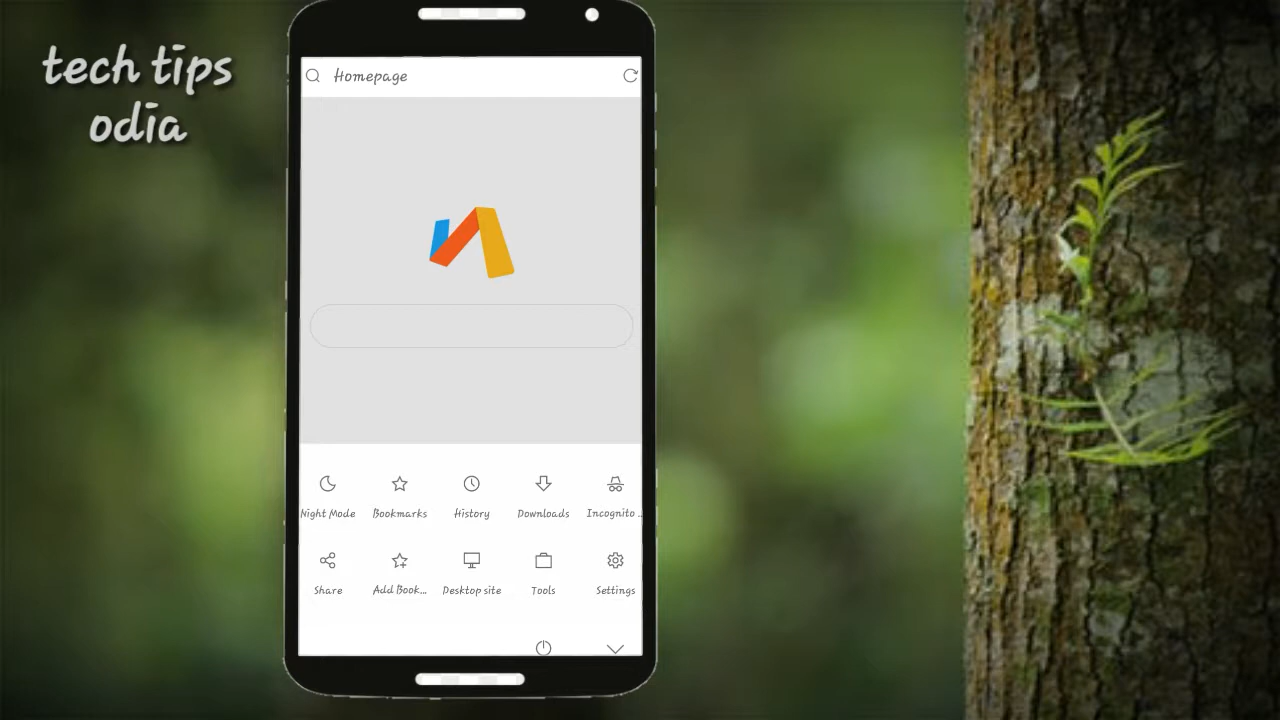 tech tips
odia
Homepage
Night Mode
Bookmarks
History
Downloads
Incognito ..
Share
Add Book...
Desktop site
Tools
Settings